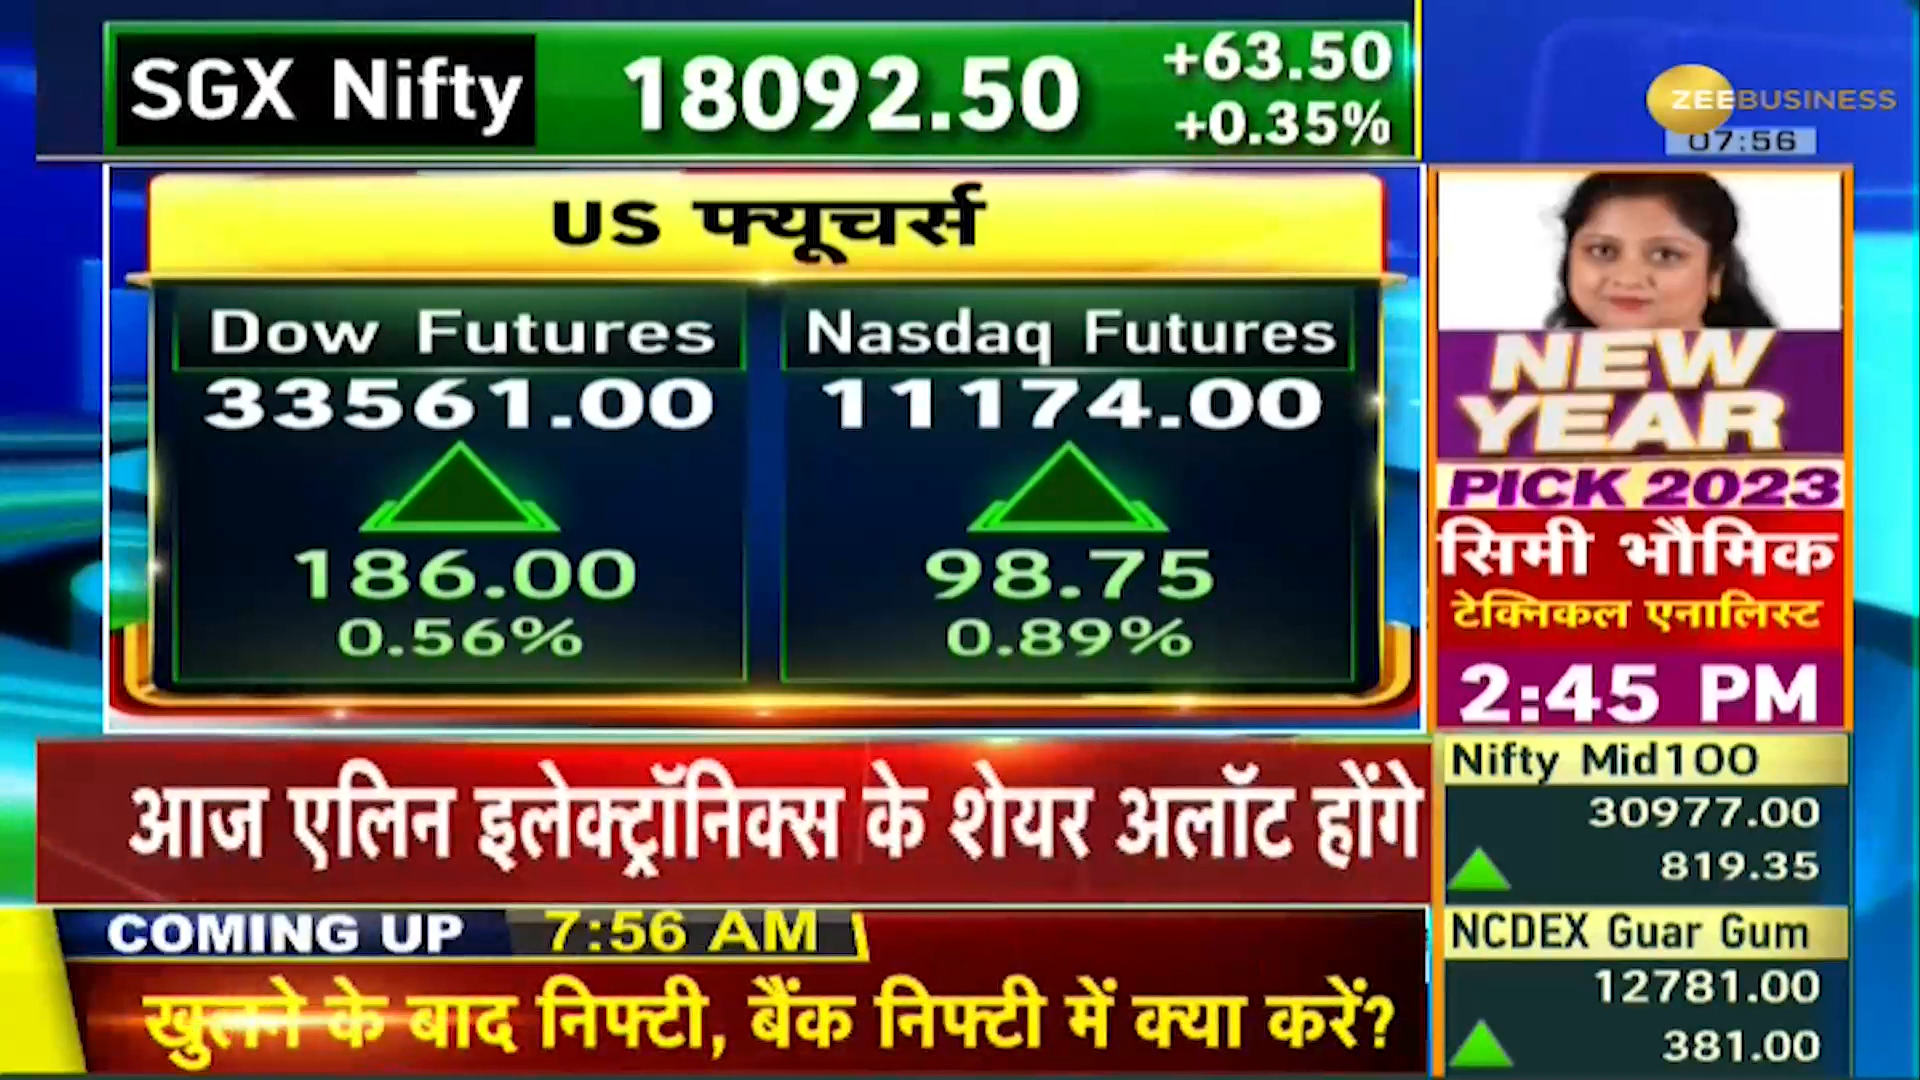 SGX Nifty 18092.50 +63.50
+0.35%
ZEEBUSINESS
07:56
US फ्यूचर्स
Dow Futures
33561.00
186.00
0.56%
Nasdaq Futures
11174.00
98.75
0.89%
NEW
YEAR
PICK 2023
सिमी भौमिक
टेक्निकल एनालिस्ट
2:45 PM
आज एलिन इलेक्ट्रॉनिक्स के शेयर अलॉट होंगे
Nifty Mid100
30977.00
819.35
COMING UP 7:56 AM
खुलने के बाद निफ्टी, बैंक निफ्टी में क्या करें?
NCDEX Guar Gum
12781.00
381.00